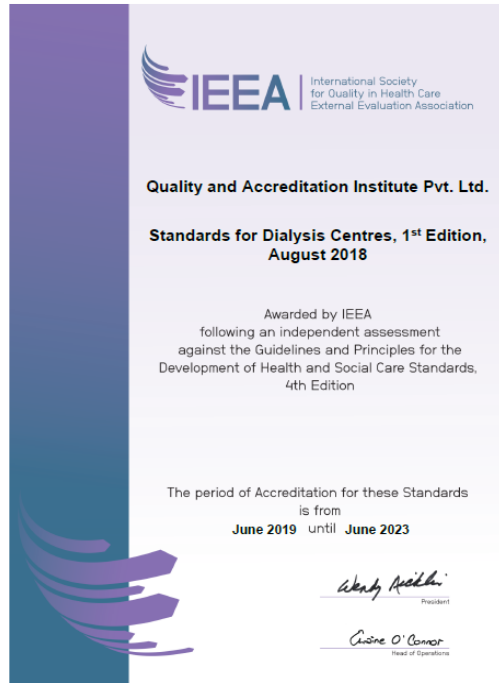 IEEA
International Society
for Quality in Health Care
External Evaluation Association
Quality and Accreditation Institute Pvt. Ltd.
Standards for Dialysis Centres, 1st Edition,
August 2018
Awarded by IEEA
following an independent assessment
against the Guidelines and Principles for the
Development of Health and Social Care Standards,
4th Edition
The period of Accreditation for these Standards
is from
June 2019 until June 2023
Wendy
President
O'Connor
Head of Operations